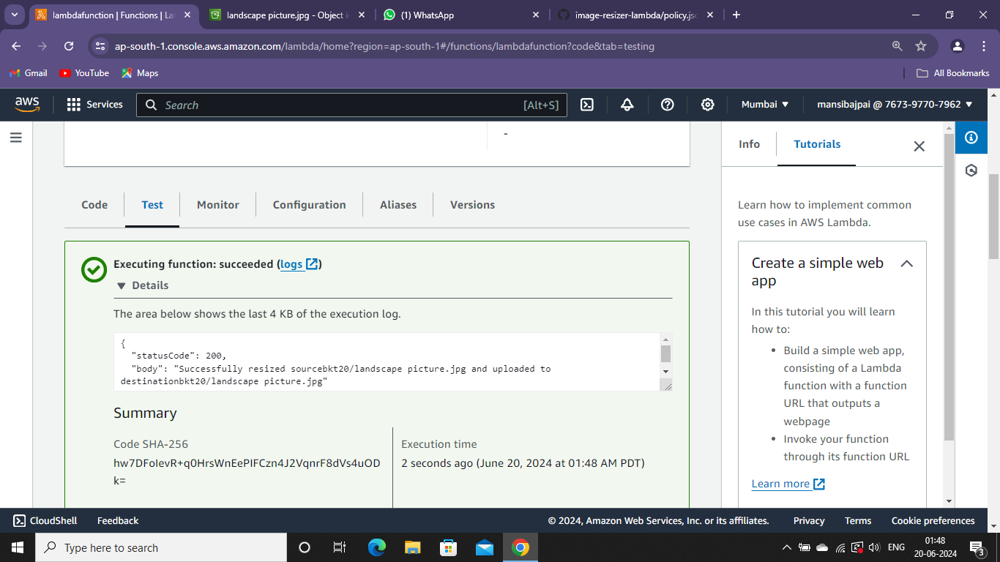 lambdafunction | Functions | La
landscape picture.jpg - Object i
(1) WhatsApp
image-resizer-lambda/policy.js
ap-south-1.console.aws.amazon.com/lambda/home?region=ap-south-1#/functions/lambdafunction?code&tab=testing
Gmail
YouTube
Maps
All Bookmarks
aws
Services
Search
[Alt+S]
Mumbai
mansibajpai @ 7673-9770-7962
-
Info
Tutorials
Code
Test
Monitor
Configuration
Aliases
Versions
Learn how to implement common
use cases in AWS Lambda.
Executing function: succeeded (logs)
Details
The area below shows the last 4 KB of the execution log.
{
"statusCode": 200,
"body": "Successfully resized sourcebkt20/landscape picture.jpg and uploaded to
destinationbkt20/landscape picture.jpg"
Summary
Code SHA-256
hw7DFoIevR+q0HrsWnEePIFCzn4J2VqnrF8dVs4uOD
k=
Execution time
2 seconds ago (June 20, 2024 at 01:48 AM PDT)
Create a simple web
app
In this tutorial you will learn
how to:
• Build a simple web app,
consisting of a Lambda
function with a function
URL that outputs a
webpage
• Invoke your function
through its function URL
Learn more
CloudShell
Feedback
© 2024, Amazon Web Services, Inc. or its affiliates.
Privacy
Terms
Cookie preferences
Type here to search
ENG
01:48
20-06-2024
3